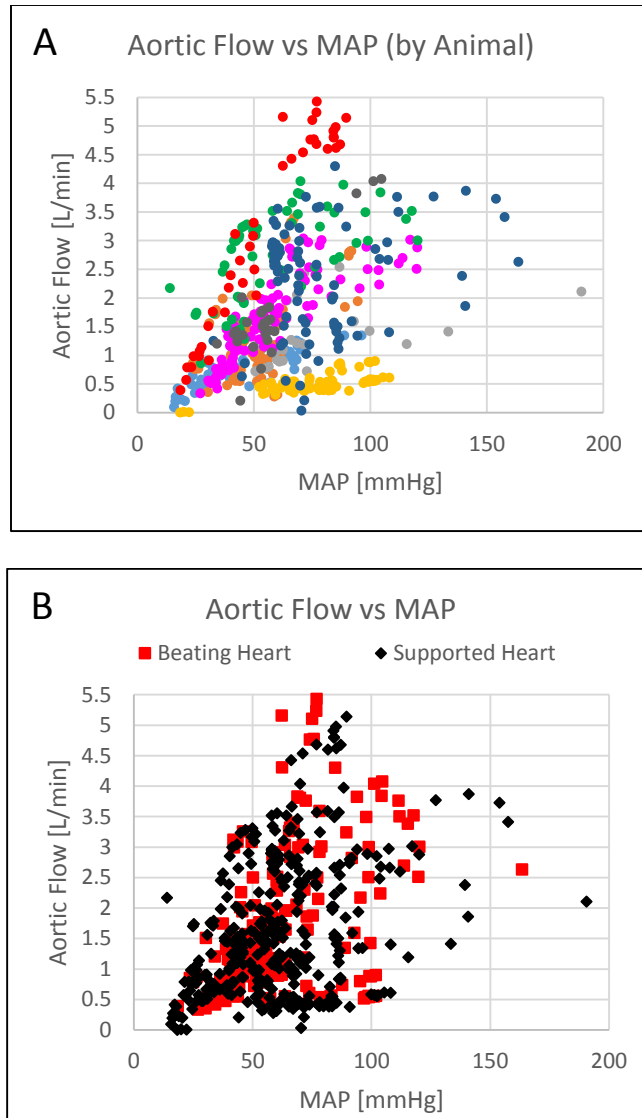 A
Aortic Flow vs MAP (by Animal)
5.5
5
4.5
4
3.5
3
2.5
2
1.5
1
0.5
0
Aortic Flow [L/min]
0 50 100 150 200
MAP [mmHg]
B
Aortic Flow vs MAP
Beating Heart Supported Heart
5.5
5
4.5
4
3.5
3
2.5
2
1.5
1
0.5
0
Aortic Flow [L/min]
0 50 100 150 200
MAP [mmHg]